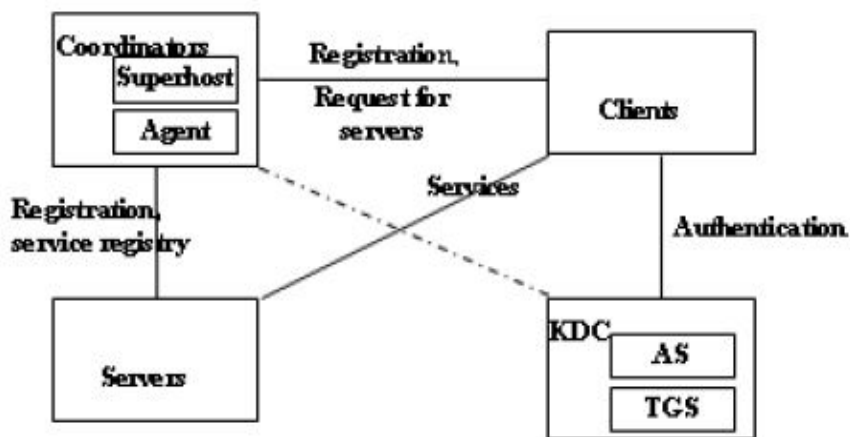 Coordinators
Superhost
Agent
Registration,
Request for
servers
Clients
Services
Registration,
service registry
Authentication
Servers
KDC
AS
TGS